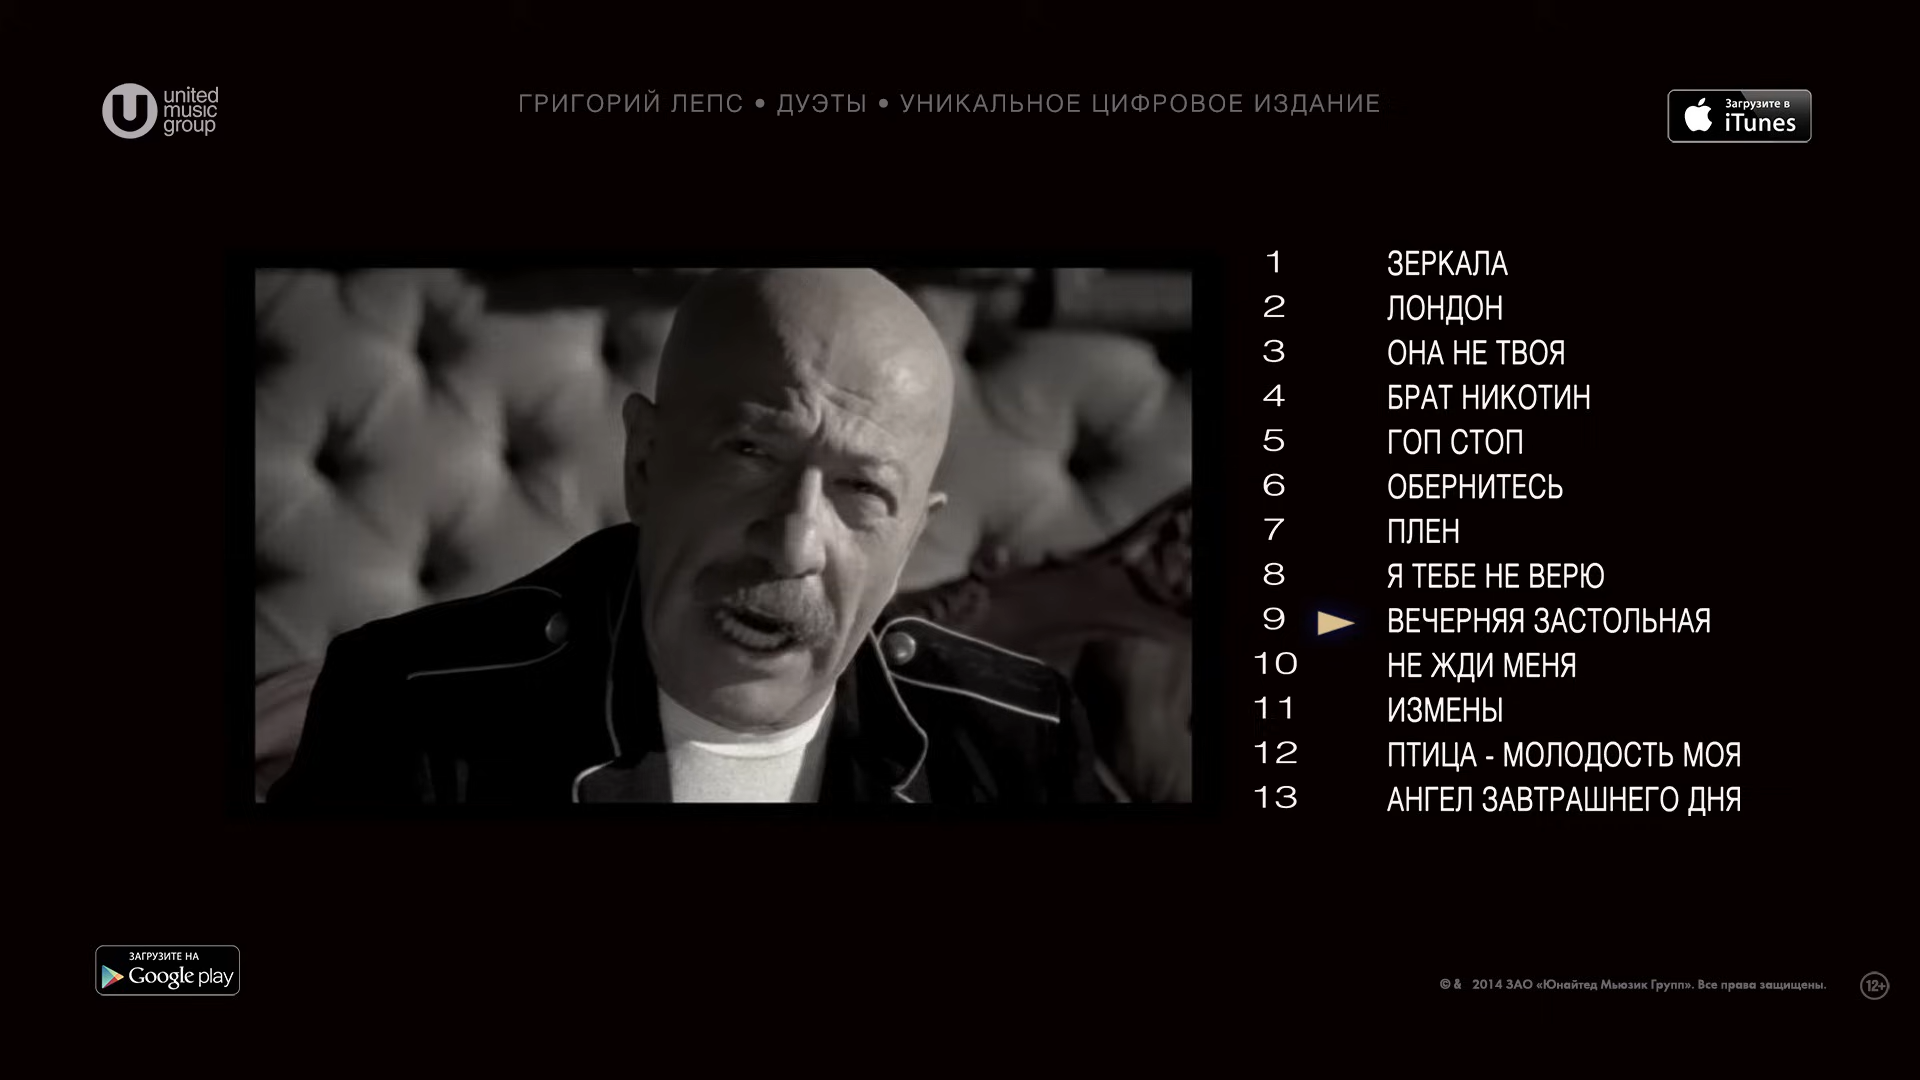 united
music
group
ГРИГОРИЙ ЛЕПС • ДУЭТЫ • УНИКАЛЬНОЕ ЦИФРОВОЕ ИЗДАНИЕ
Загрузите в
iTunes
1 ЗЕРКАЛА
2 ЛОНДОН
3 ОНА НЕ ТВОЯ
4 БРАТ НИКОТИН
5 ГОП СТОП
6 ОБЕРНИТЕСЬ
7 ПЛЕН
8 Я ТЕБЕ НЕ ВЕРЮ
9 ВЕЧЕРНЯЯ ЗАСТОЛЬНАЯ
10 НЕ ЖДИ МЕНЯ
11 ИЗМЕНЫ
12 ПТИЦА - МОЛОДОСТЬ МОЯ
13 АНГЕЛ ЗАВТРАШНЕГО ДНЯ
ЗАГРУЗИТЕ НА
Google play
© & 2014 ЗАО «Юнайтед Мьюзик Групп». Все права защищены.
12+